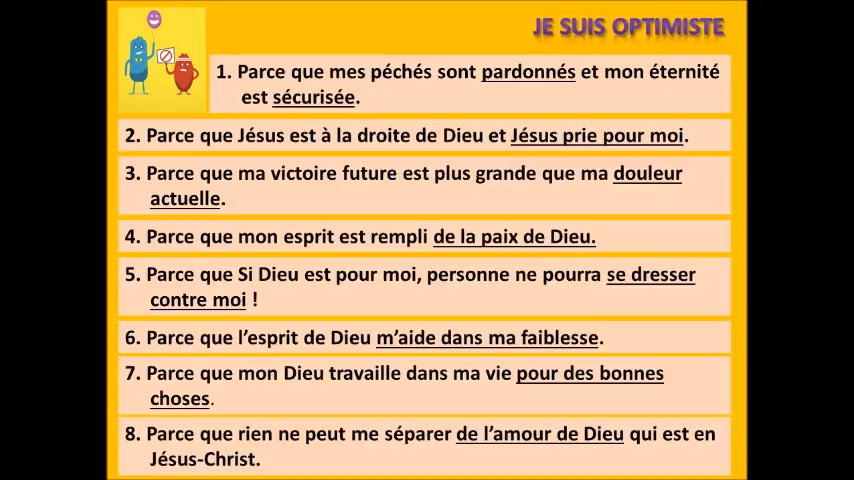 JE SUIS OPTIMISTE
1. Parce que mes péchés sont pardonnés et mon éternité
est sécurisée.
2. Parce que Jésus est à la droite de Dieu et Jésus prie pour moi.
3. Parce que ma victoire future est plus grande que ma douleur
actuelle.
4. Parce que mon esprit est rempli de la paix de Dieu.
5. Parce que Si Dieu est pour moi, personne ne pourra se dresser
contre moi !
6. Parce que l’esprit de Dieu m’aide dans ma faiblesse.
7. Parce que mon Dieu travaille dans ma vie pour des bonnes
choses.
8. Parce que rien ne peut me séparer de l’amour de Dieu qui est en
Jésus-Christ.